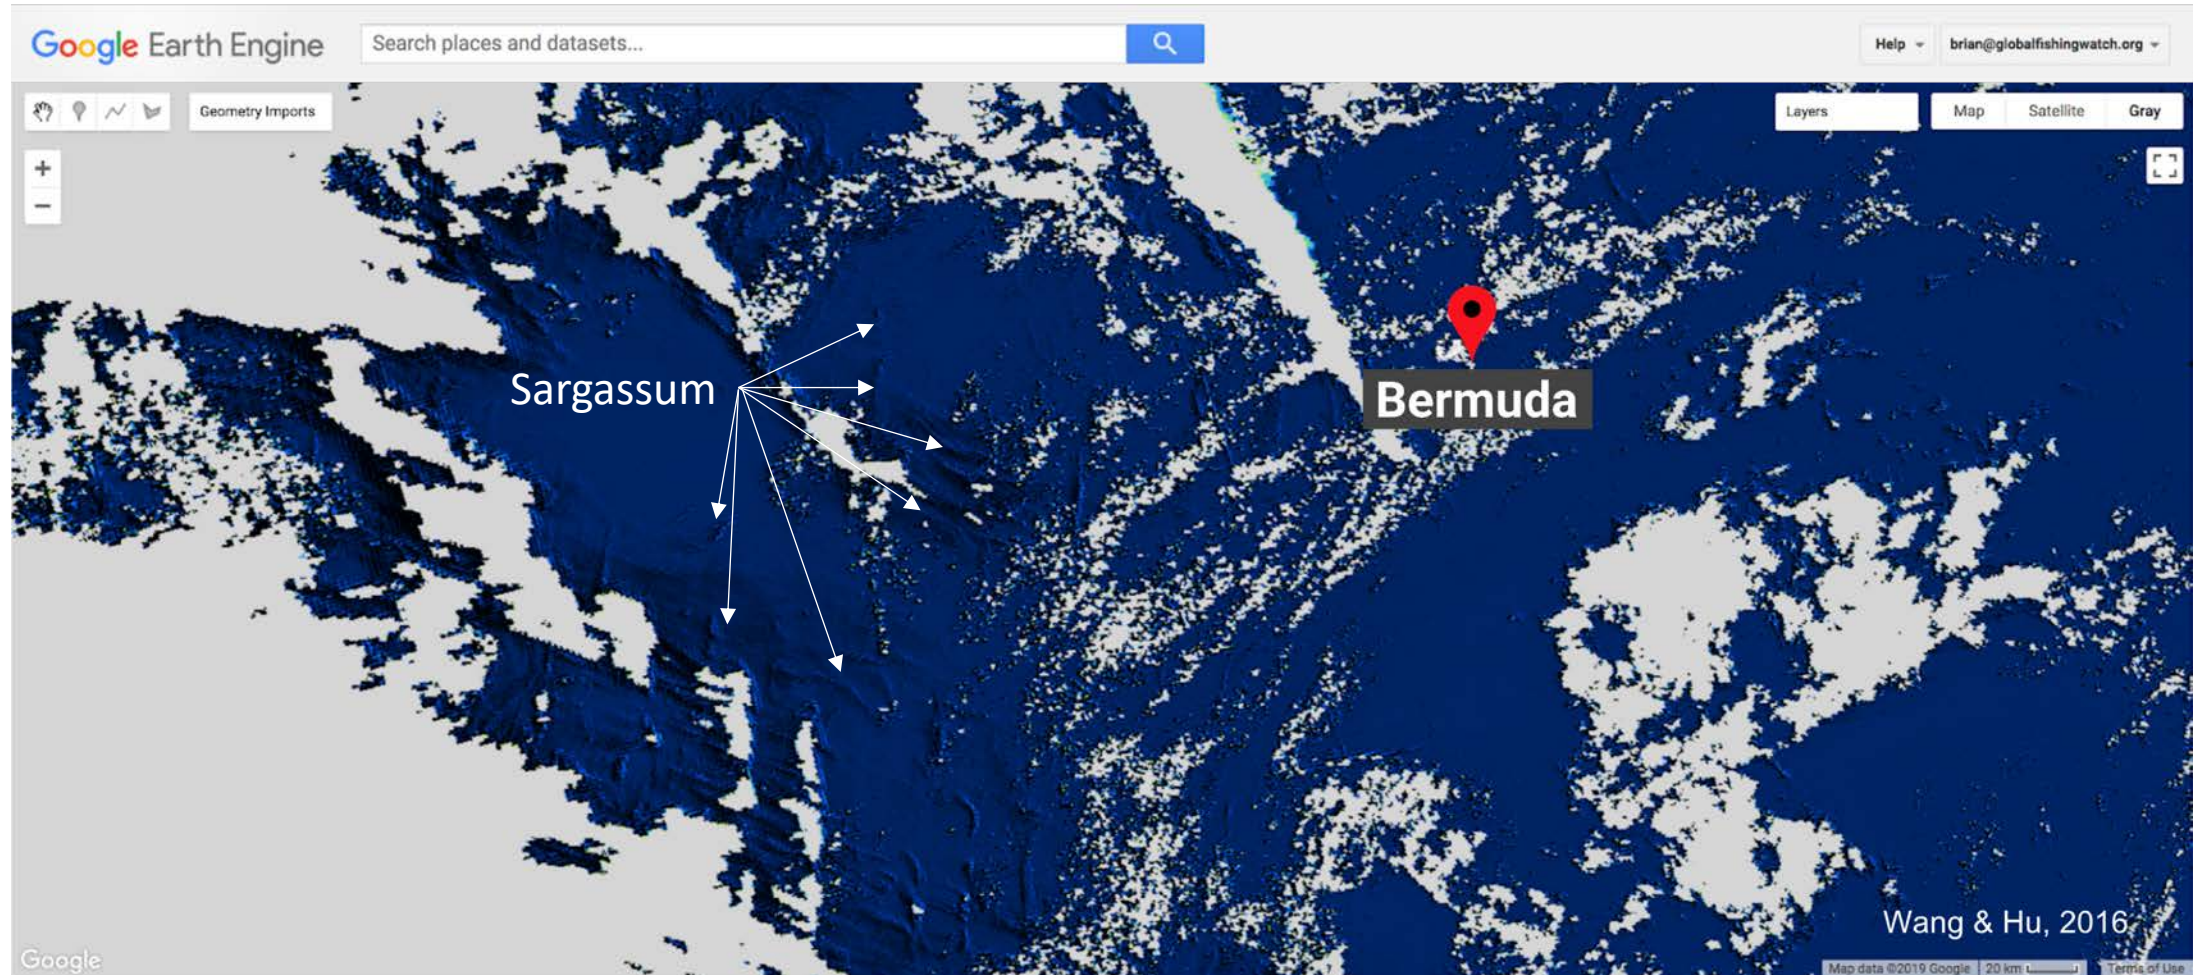 Google Earth Engine
Search places and datasets...
Help
brian@globalfishingwatch.org
Geometry Imports
Layers
Map
Satellite
Gray
+
−
Sargassum
Bermuda
Wang & Hu, 2016
Google
Map data ©2019 Google
20 km
Terms of Use